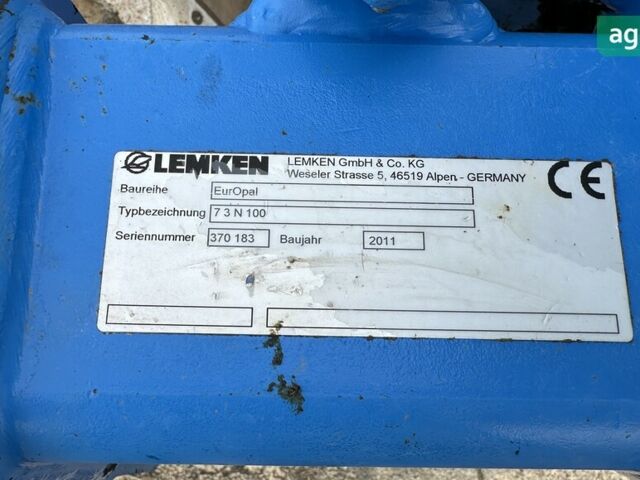 ag
LEMKEN
LEMKEN GmbH & Co. KG
Weseler Strasse 5, 46519 Alpen - GERMANY
CE
Baureihe EurOpal
Typbezeichnung 7 3 N 100
Seriennummer 370 183 Baujahr 2011